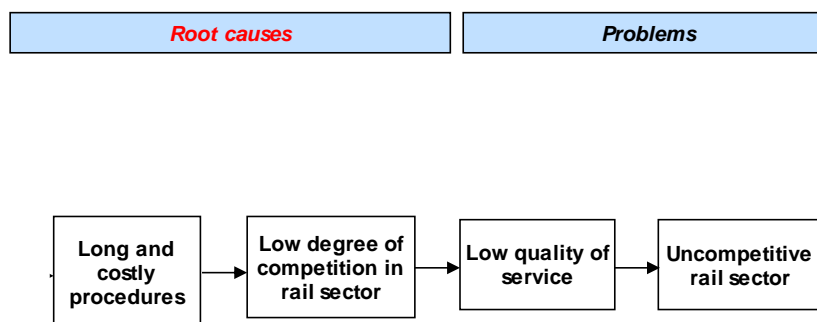 Root causes
Problems
Long and
costly
procedures
Low degree of
competition in
rail sector
Low quality of
service
Uncompetitive
rail sector